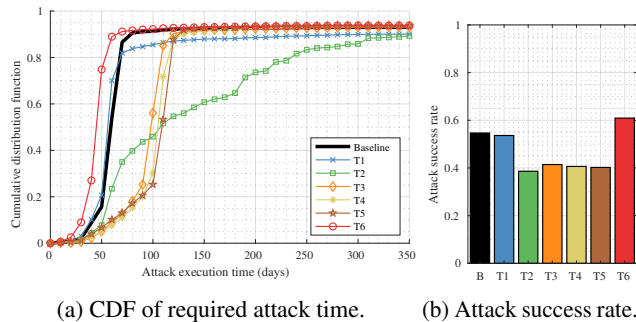 1
0.8
0.6
0.4
0.2
0
Cumulative distribution function
0 50 100 150 200 250 300 350
Attack execution time (days)
Baseline
T1
T2
T3
T4
T5
T6
(a) CDF of required attack time.
1
0.8
0.6
0.4
0.2
0
Attack success rate
B T1 T2 T3 T4 T5 T6
(b) Attack success rate.